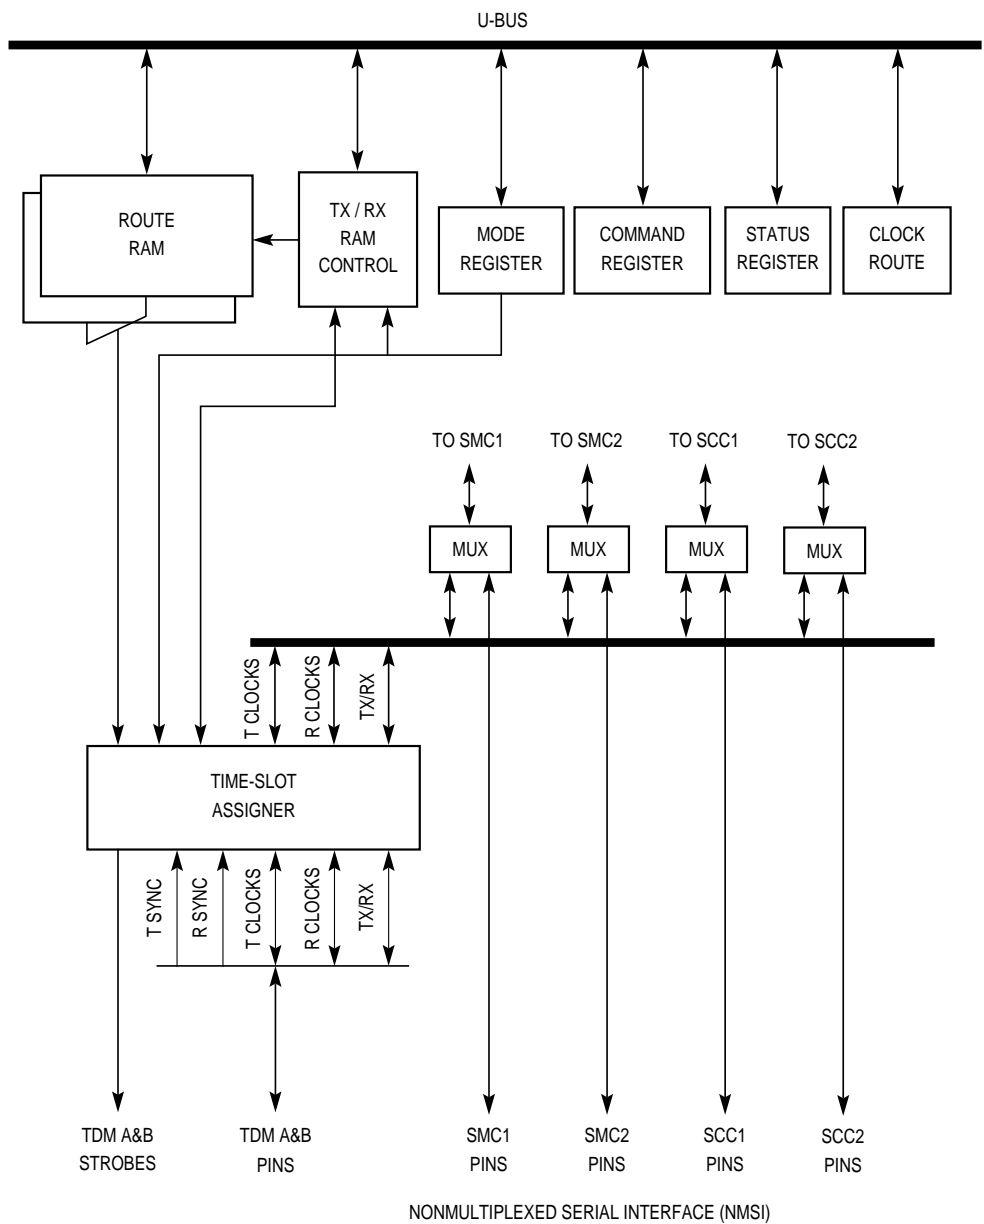 U-BUS
ROUTE
RAM
TX / RX
RAM
CONTROL
MODE
REGISTER
COMMAND
REGISTER
STATUS
REGISTER
CLOCK
ROUTE
TO SMC1
TO SMC2
TO SCC1
TO SCC2
MUX
MUX
MUX
MUX
T CLOCKS
R CLOCKS
TX/RX
TIME-SLOT
ASSIGNER
T SYNC
R SYNC
T CLOCKS
R CLOCKS
TX/RX
TDM A&B
STROBES
TDM A&B
PINS
SMC1
PINS
SMC2
PINS
SCC1
PINS
SCC2
PINS
NONMULTIPLEXED SERIAL INTERFACE (NMSI)